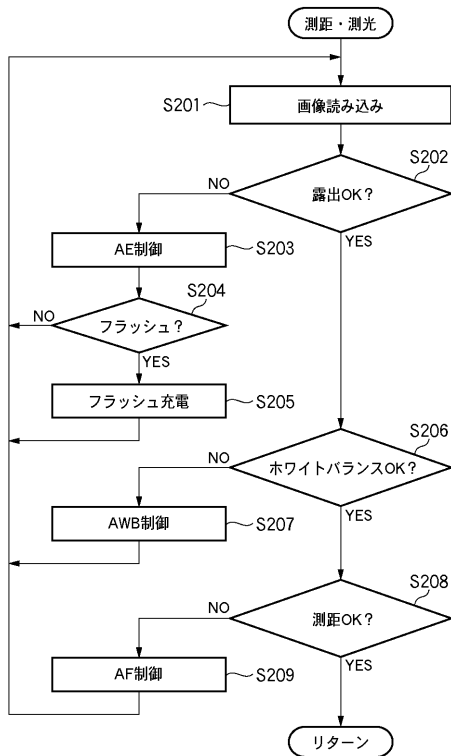 測距・測光
S201
画像読み込み
S202
露出OK?
NO
YES
AE制御
S203
S204
フラッシュ?
NO
YES
フラッシュ充電
S205
S206
ホワイトバランスOK?
NO
YES
AWB制御
S207
S208
測距OK?
NO
YES
AF制御
S209
リターン